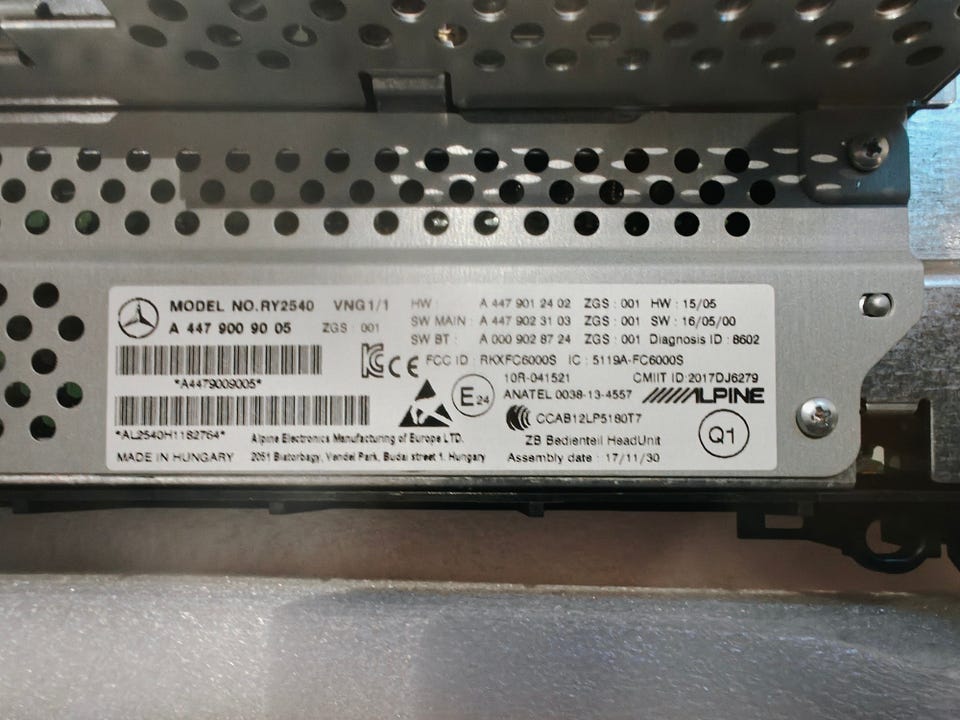 MODEL NO.RY2540 VNG1/1
A 447 900 90 05 ZGS : 001
HW : A 447 901 24 02 ZGS : 001 HW : 15/05
SW MAIN : A 447 902 31 03 ZGS : 001 SW : 16/05/00
SW BT : A 000 902 87 24 ZGS : 001 Diagnosis ID : 8602
*A4479009005*
CE FCC ID : RKXFC6000S IC : 5119A-FC6000S
E24 10R-041521 CMIIT ID:2017DJ6279
ANATEL 0038-13-4557 ALPINE
CCAB12LP5180T7
*AL2540H1182764*
Alpine Electronics Manufacturing of Europe LTD.
ZB Bedienteil HeadUnit Q1
MADE IN HUNGARY 2051 Biatorbagy, Vendel Park, Budai street 1. Hungary
Assembly date : 17/11/30